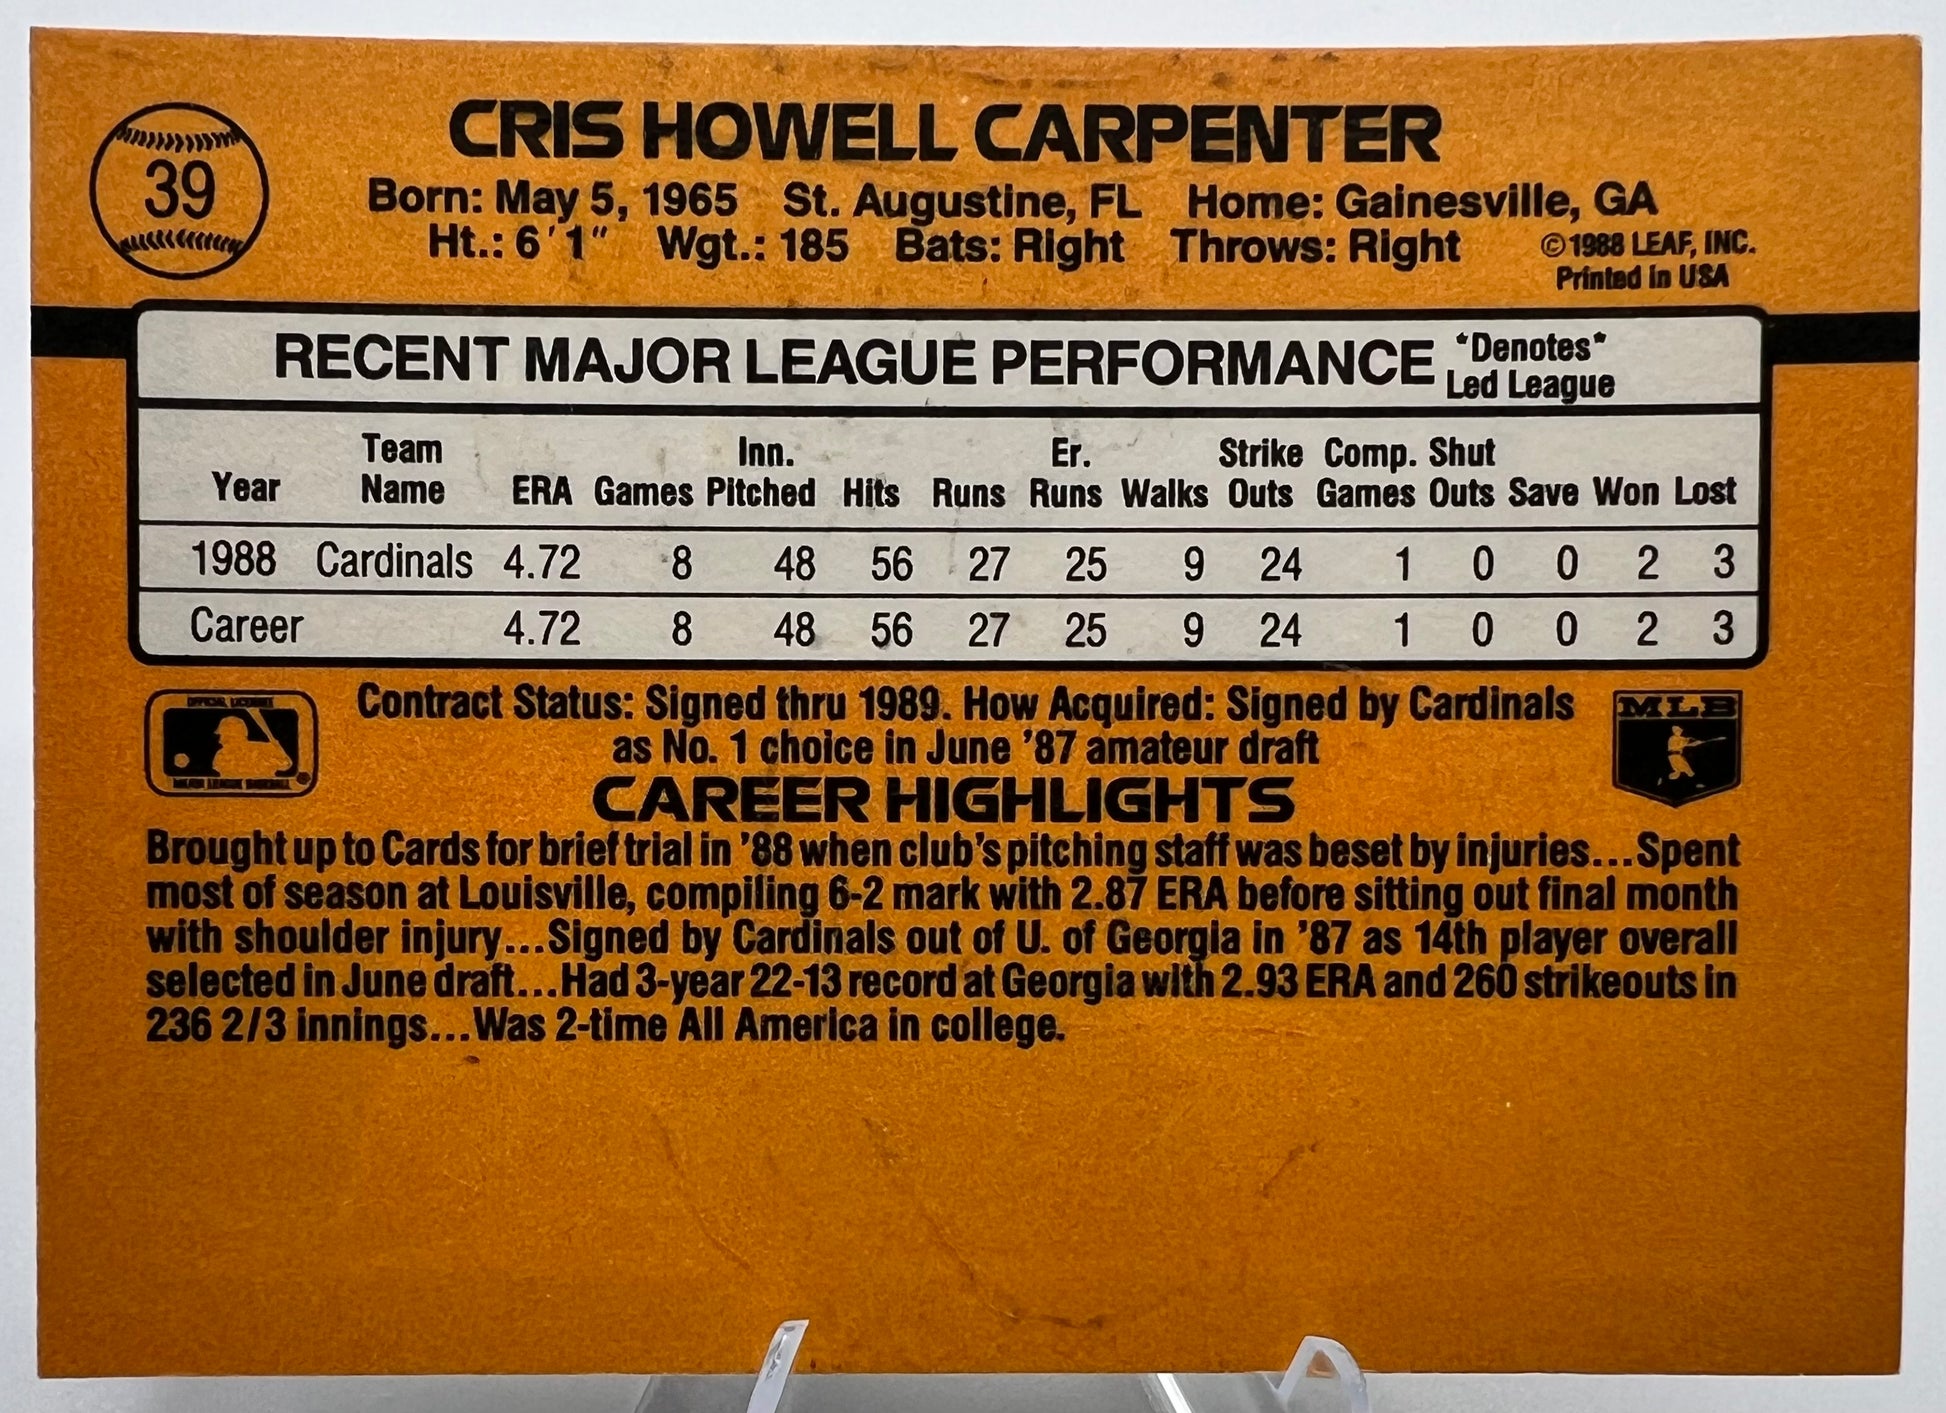 39
CRIS HOWELL CARPENTER
Born: May 5, 1965 St. Augustine, FL Home: Gainesville, GA
Ht.: 6'1" Wgt.: 185 Bats: Right Throws: Right
©1988 LEAF, INC.
Printed in USA
RECENT MAJOR LEAGUE PERFORMANCE *Denotes* Led League
Year Team Name ERA Games Inn. Pitched Hits Runs Er. Runs Walks Strike Outs Comp. Games Shut Outs Save Won Lost
1988 Cardinals 4.72 8 48 56 27 25 9 24 1 0 0 2 3
Career 4.72 8 48 56 27 25 9 24 1 0 0 2 3
OFFICIAL LICENSEE
MAJOR LEAGUE BASEBALL
Contract Status: Signed thru 1989. How Acquired: Signed by Cardinals
as No. 1 choice in June '87 amateur draft
MLB
CAREER HIGHLIGHTS
Brought up to Cards for brief trial in '88 when club's pitching staff was beset by injuries...Spent
most of season at Louisville, compiling 6-2 mark with 2.87 ERA before sitting out final month
with shoulder injury...Signed by Cardinals out of U. of Georgia in '87 as 14th player overall
selected in June draft...Had 3-year 22-13 record at Georgia with 2.93 ERA and 260 strikeouts in
236 2/3 innings...Was 2-time All America in college.